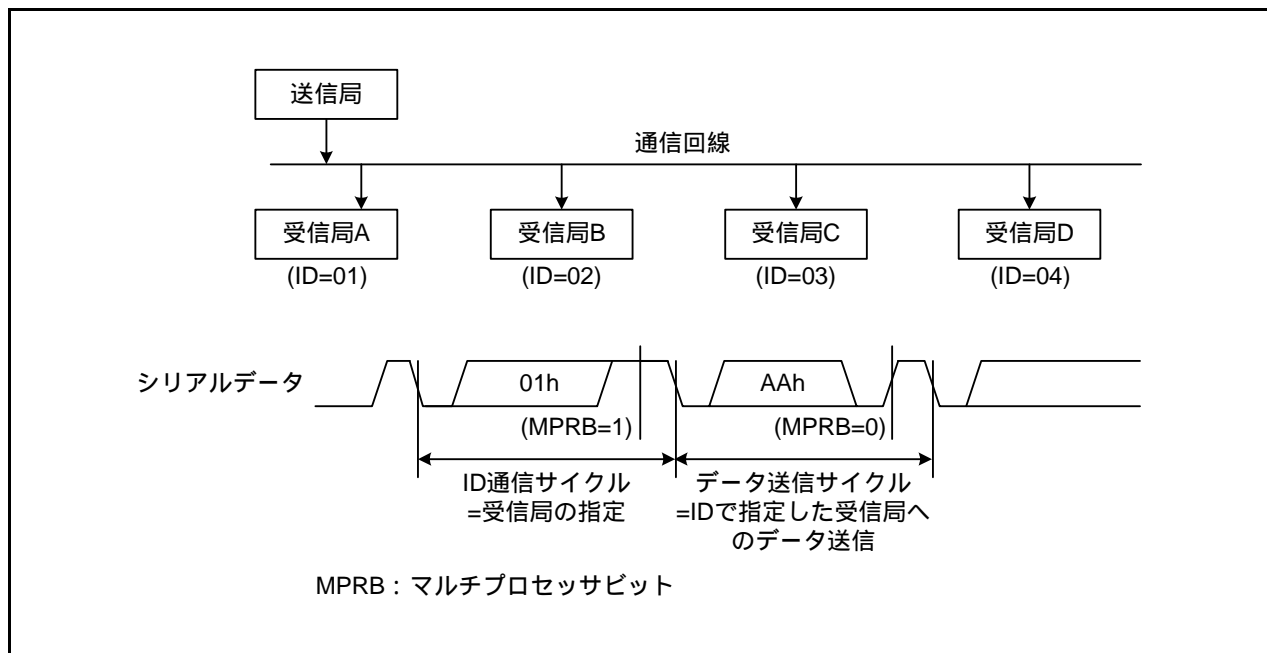 送信局
通信回線
受信局A
受信局B
受信局C
受信局D
(ID=01)
(ID=02)
(ID=03)
(ID=04)
シリアルデータ
01h
AAh
(MPRB=1)
(MPRB=0)
ID通信サイクル
=受信局の指定
データ送信サイクル
=IDで指定した受信局へ
のデータ送信
MPRB：マルチプロセッサビット